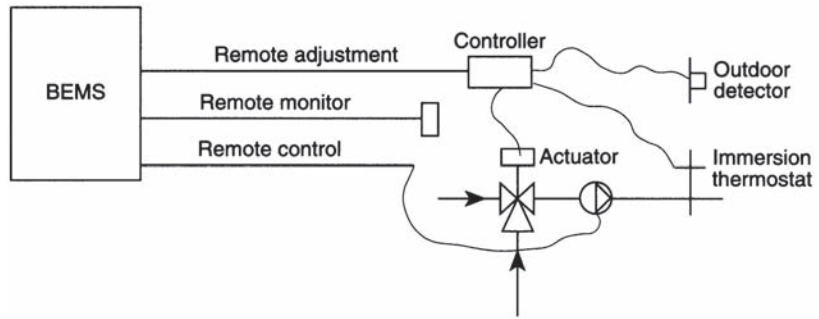 Controller
Remote adjustment
Outdoor
detector
BEMS
Remote monitor
Remote control
Actuator
Immersion
thermostat